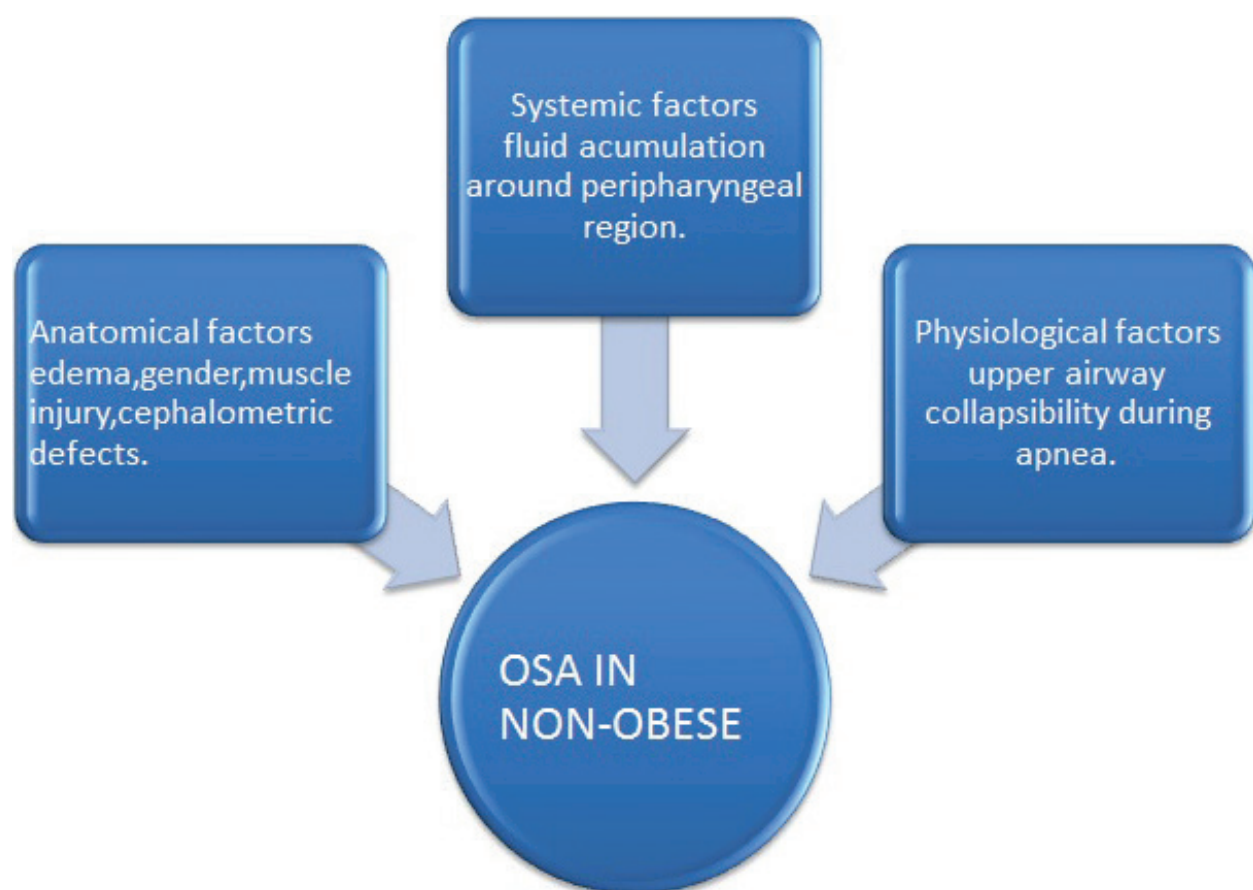 Systemic factors
fluid acumulation
around peripharyngeal
region.
Anatomical factors
edema,gender,muscle
injury,cephalometric
defects.
Physiological factors
upper airway
collapsibility during
apnea.
OSA IN
NON-OBESE